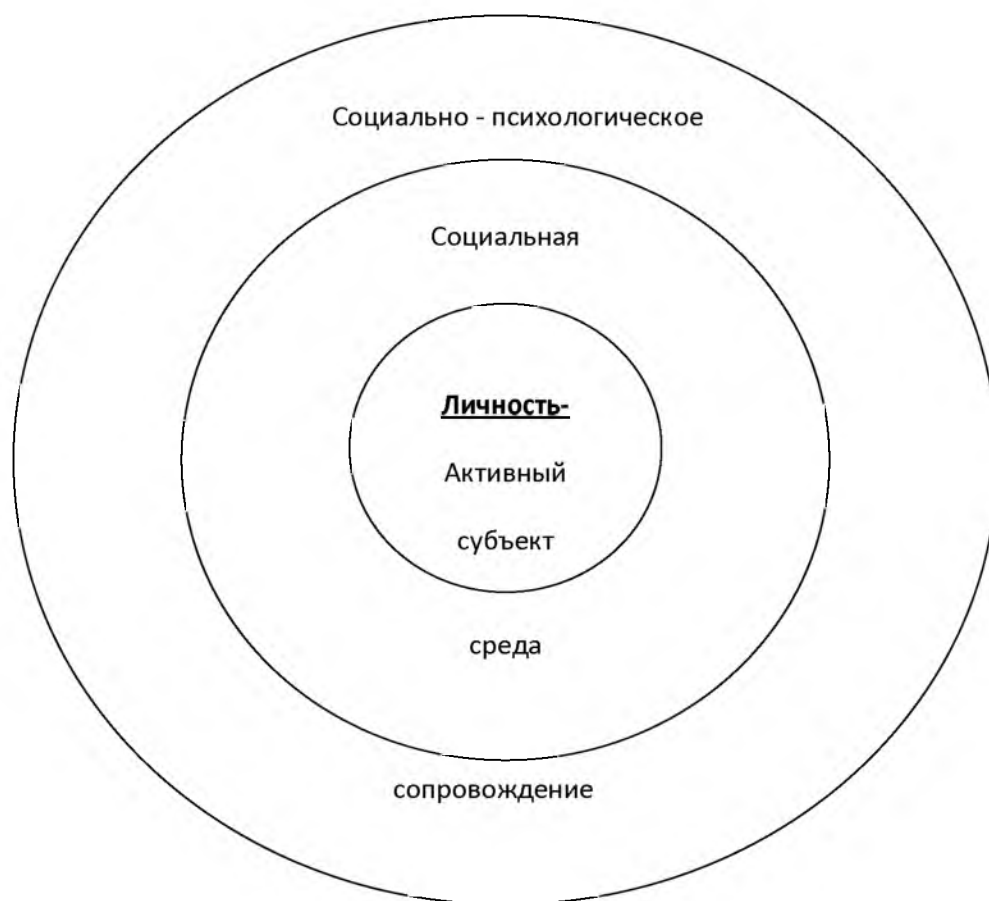 Социально - психологическое
Социальная
Личность-
Активный
субъект
среда
сопровождение